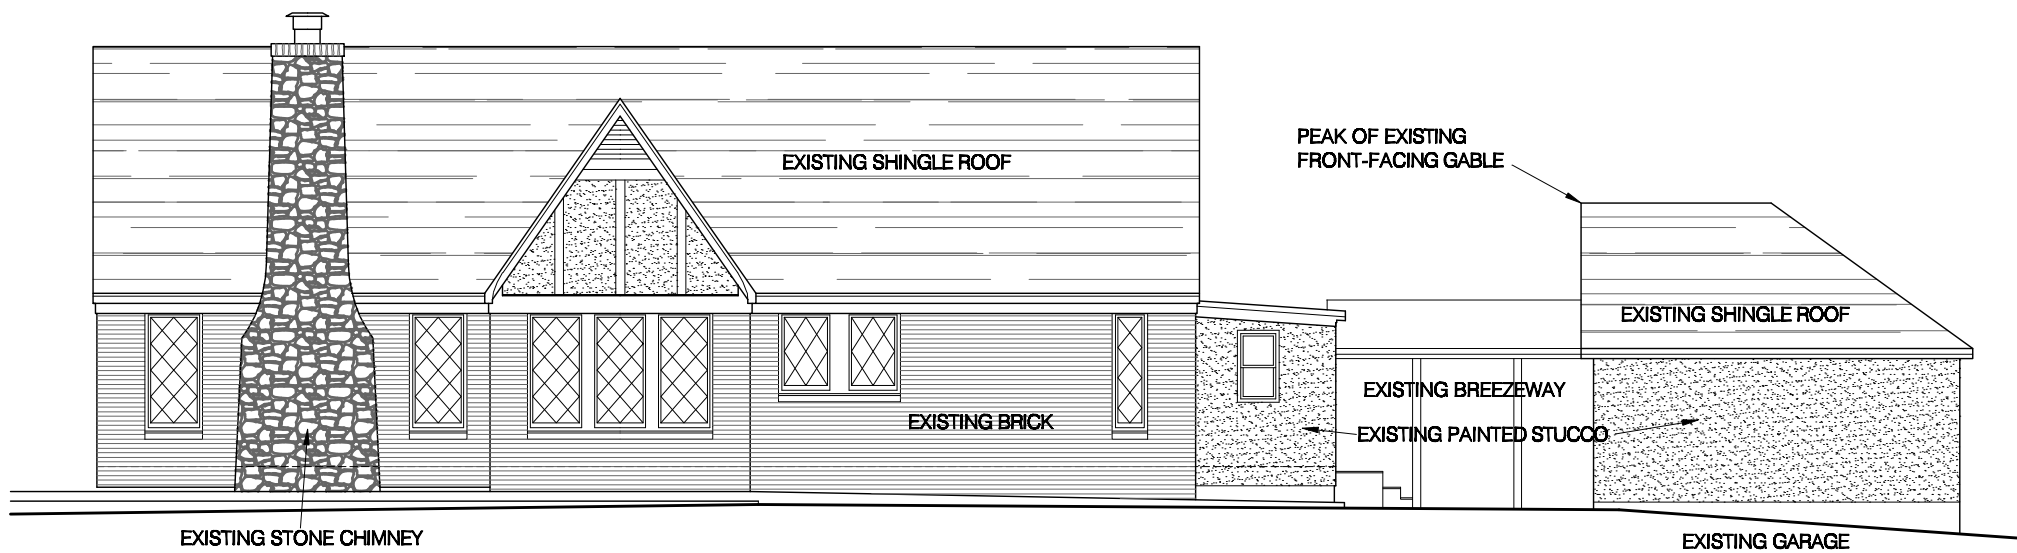 PEAK OF EXISTING
FRONT-FACING GABLE
EXISTING SHINGLE ROOF
EXISTING SHINGLE ROOF
EXISTING BREEZEWAY
EXISTING BRICK
EXISTING PAINTED STUCCO
EXISTING STONE CHIMNEY
EXISTING GARAGE